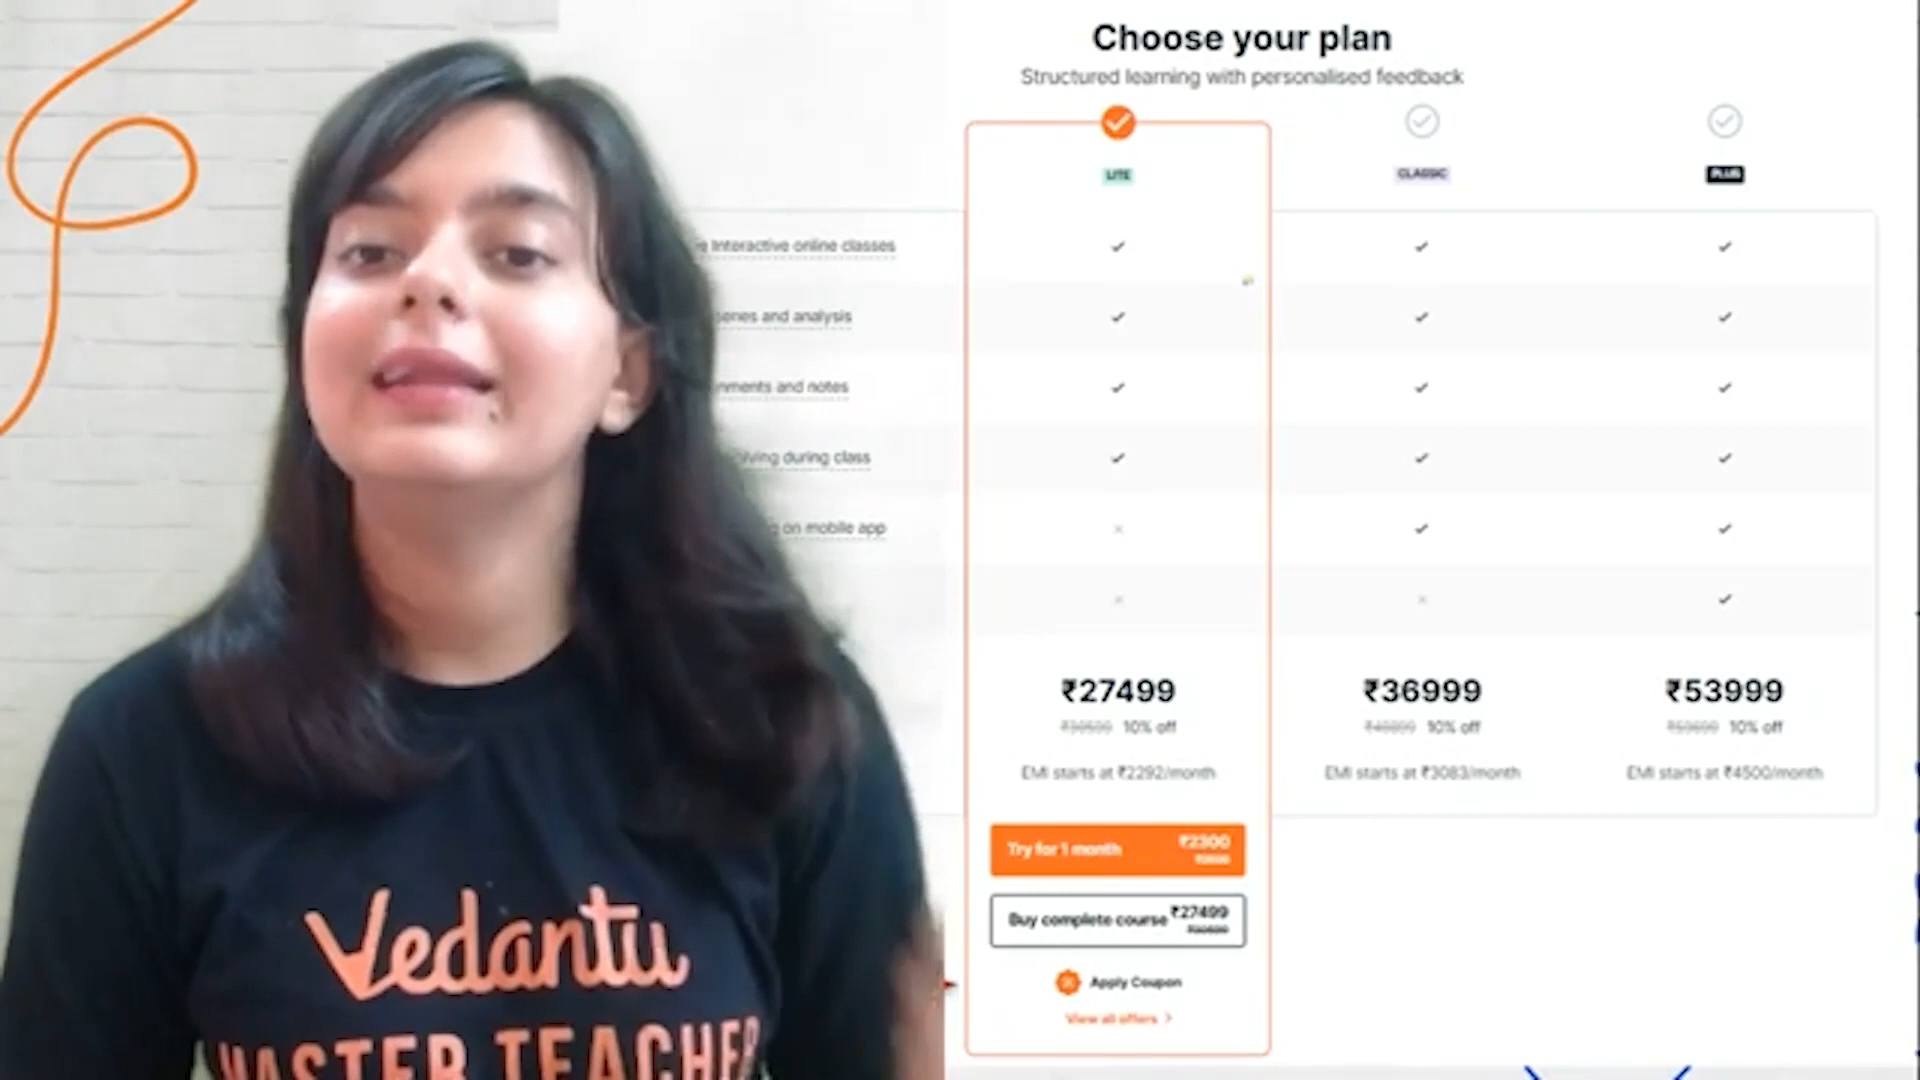 Choose your plan
Structured learning with personalised feedback
LITE CLASSIC PLUS
Interactive online classes
and analysis
and notes
during class
on mobile app
₹27499 ₹36999 ₹53999
10% off 10% off 10% off
EMI starts at ₹2292/month EMI starts at ₹3083/month EMI starts at ₹4500/month
Try for 1 month ₹2300
Buy complete course ₹27499
Apply Coupon
View all offers >
Vedantu
MASTER TEACHER